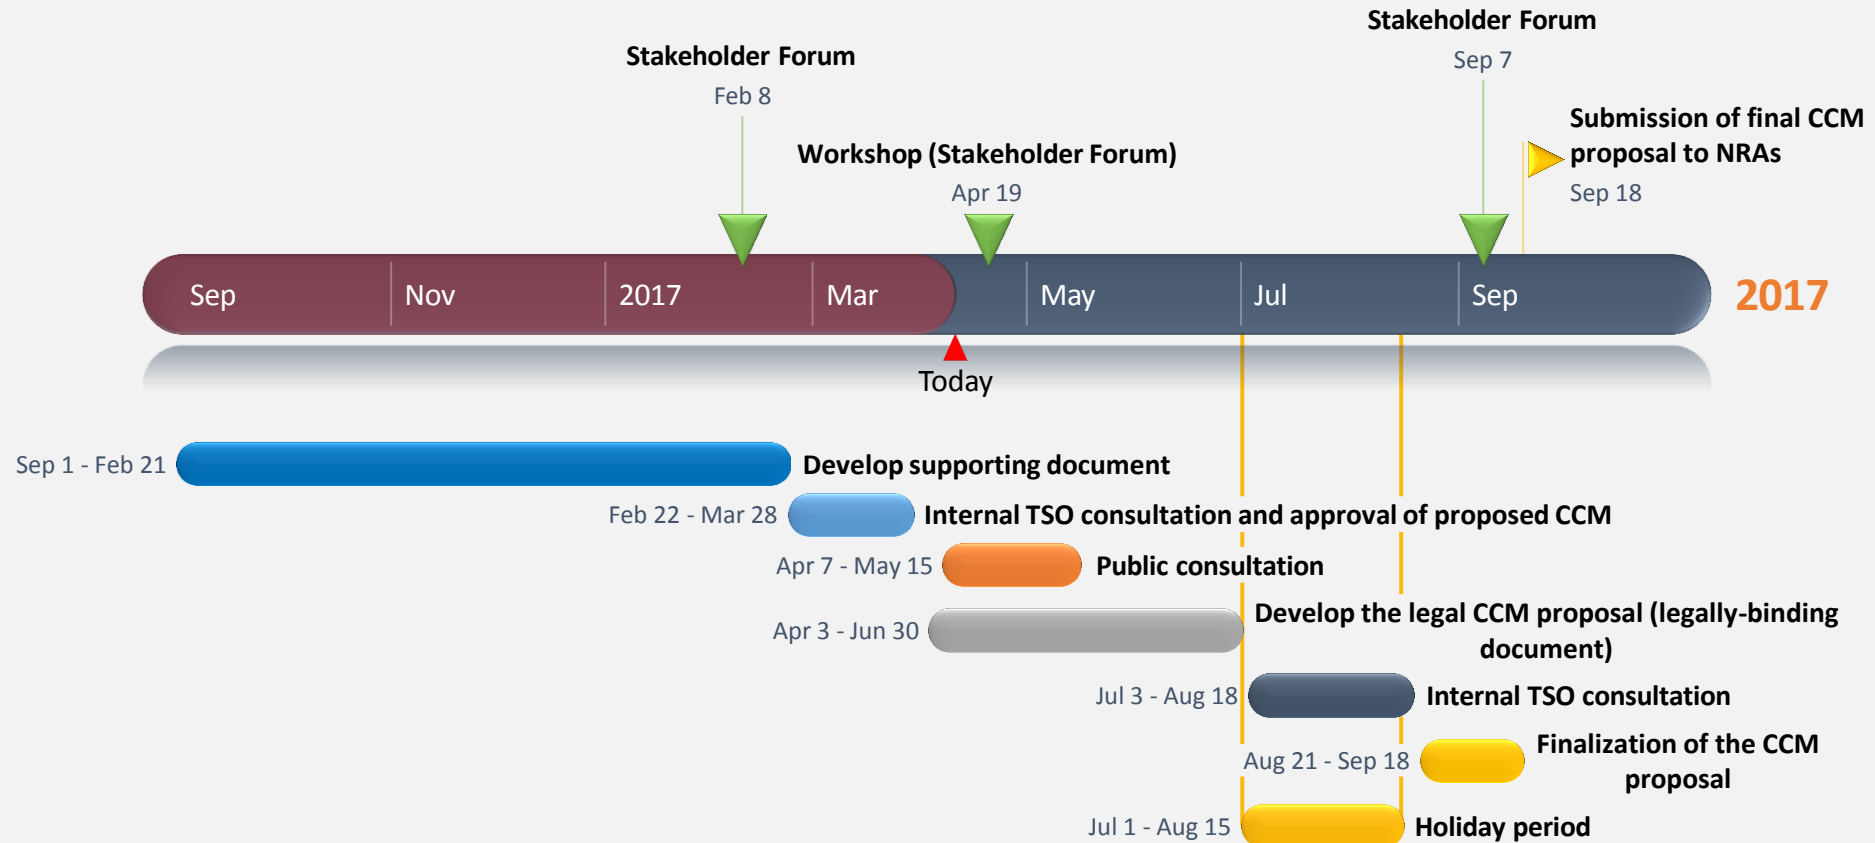 Stakeholder Forum
Sep 7
Stakeholder Forum
Feb 8
Submission of final CCM
proposal to NRAs
Sep 18
Workshop (Stakeholder Forum)
Apr 19
Sep
Nov
2017
Mar
May
Jul
Sep
2017
Today
Sep 1 - Feb 21
Develop supporting document
Feb 22 - Mar 28
Internal TSO consultation and approval of proposed CCM
Apr 7 - May 15
Public consultation
Apr 3 - Jun 30
Develop the legal CCM proposal (legally-binding
document)
Jul 3 - Aug 18
Internal TSO consultation
Aug 21 - Sep 18
Finalization of the CCM
proposal
Jul 1 - Aug 15
Holiday period